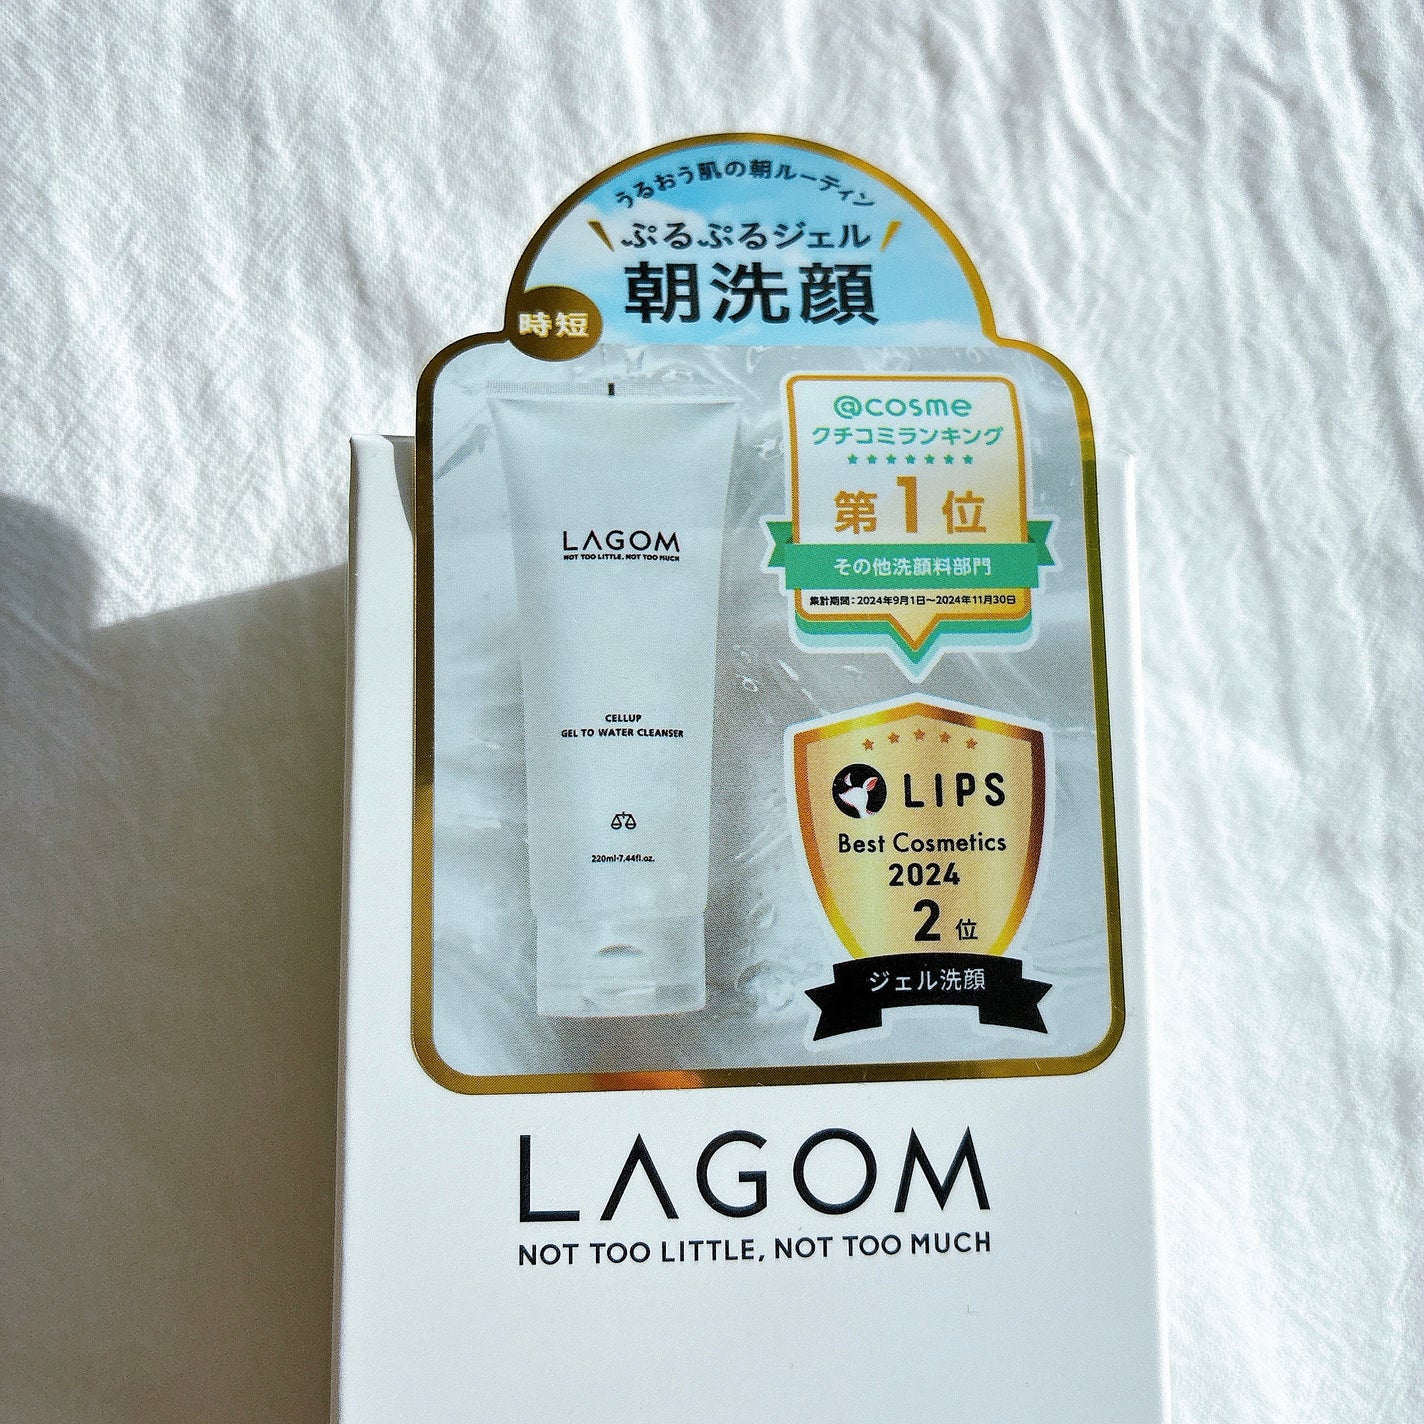 うるおう肌の朝ルーティン
ぷるぷるジェル
朝洗顔
時短
LAGOM
NOT TOO LITTLE, NOT TOO MUCH
CELLUP
GEL TO WATER CLEANSER
220ml・7.44fl.oz.
@cosme
クチコミランキング
第1位
その他洗顔料部門
集計期間：2024年9月1日〜2024年11月30日
LIPS
Best Cosmetics
2024
2位
ジェル洗顔
LAGOM
NOT TOO LITTLE, NOT TOO MUCH